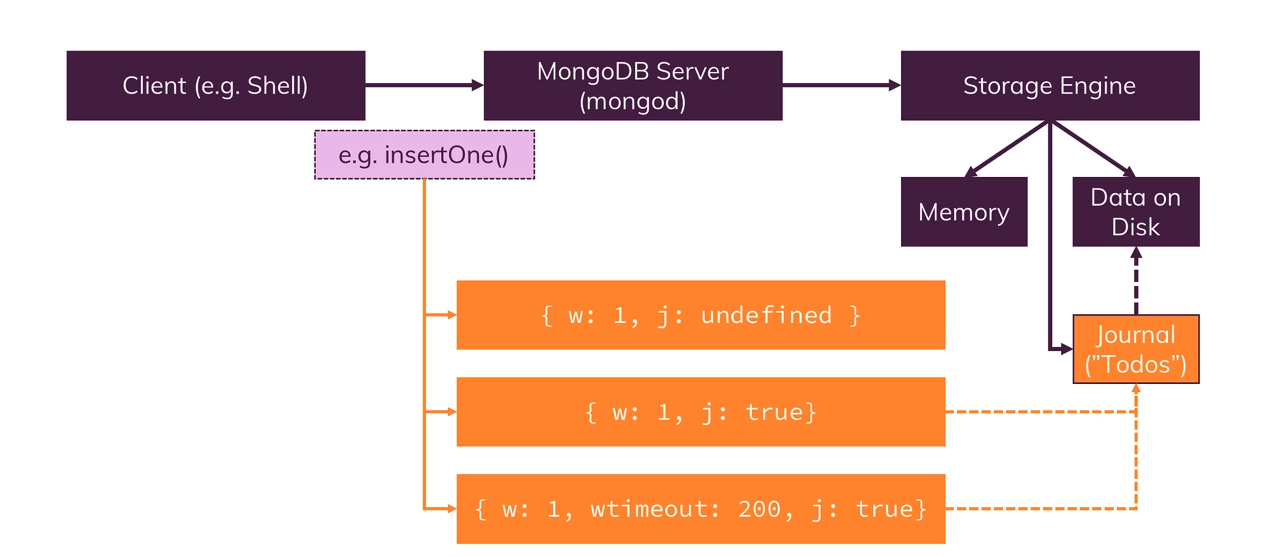 Client (e.g. Shell)
MongoDB Server
(mongod)
Storage Engine
e.g. insertOne()
Memory
Data on
Disk
{ w: 1, j: undefined }
Journal
(”Todos”)
{ w: 1, j: true}
{ w: 1, wtimeout: 200, j: true}